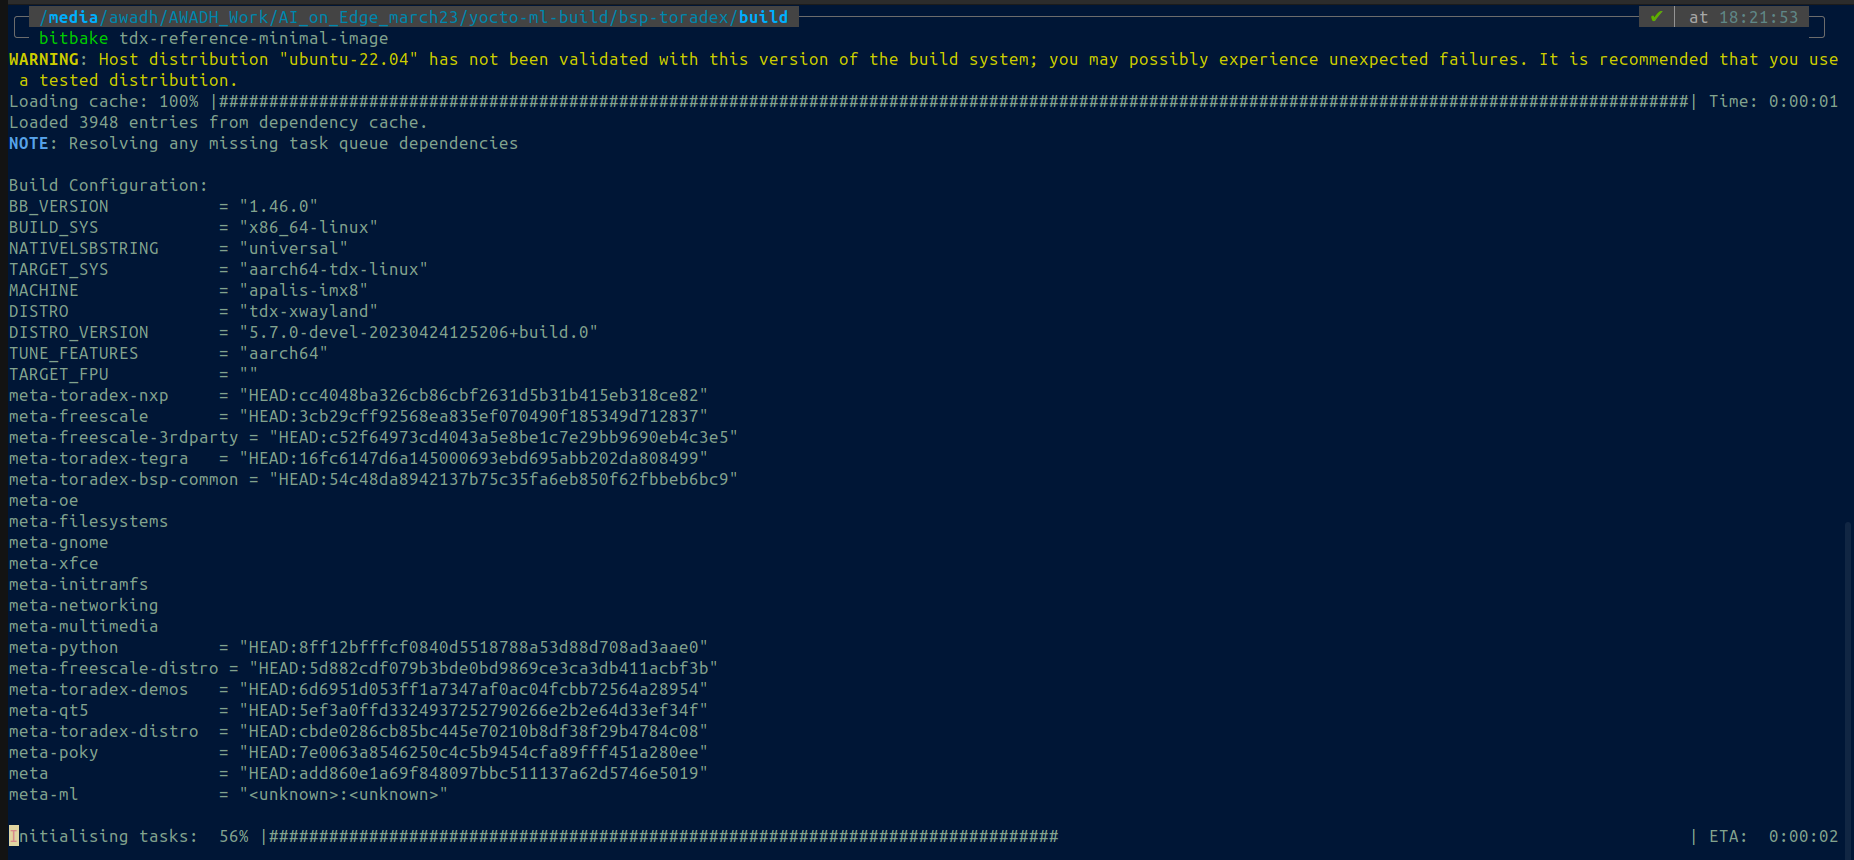 /media/awadh/AWADH_Work/AI_on_Edge_march23/yocto-ml-build/bsp-toradex/build ✔ at 18:21:53
bitbake tdx-reference-minimal-image
WARNING: Host distribution "ubuntu-22.04" has not been validated with this version of the build system; you may possibly experience unexpected failures. It is recommended that you use
a tested distribution.
Loading cache: 100% |###################################################################################################################################################| Time: 0:00:01
Loaded 3948 entries from dependency cache.
NOTE: Resolving any missing task queue dependencies
Build Configuration:
BB_VERSION           = "1.46.0"
BUILD_SYS            = "x86_64-linux"
NATIVELSBSTRING      = "universal"
TARGET_SYS           = "aarch64-tdx-linux"
MACHINE              = "apalis-imx8"
DISTRO               = "tdx-xwayland"
DISTRO_VERSION       = "5.7.0-devel-20230424125206+build.0"
TUNE_FEATURES        = "aarch64"
TARGET_FPU           = ""
meta-toradex-nxp     = "HEAD:cc4048ba326cb86cbf2631d5b31b415eb318ce82"
meta-freescale       = "HEAD:3cb29cff92568ea835ef070490f185349d712837"
meta-freescale-3rdparty = "HEAD:c52f64973cd4043a5e8be1c7e29bb9690eb4c3e5"
meta-toradex-tegra   = "HEAD:16fc6147d6a145000693ebd695abb202da808499"
meta-toradex-bsp-common = "HEAD:54c48da8942137b75c35fa6eb850f62fbbeb6bc9"
meta-oe
meta-filesystems
meta-gnome
meta-xfce
meta-initramfs
meta-networking
meta-multimedia
meta-python          = "HEAD:8ff12bfffcf0840d5518788a53d88d708ad3aae0"
meta-freescale-distro = "HEAD:5d882cdf079b3bde0bd9869ce3ca3db411acbf3b"
meta-toradex-demos   = "HEAD:6d6951d053ff1a7347af0ac04fcbb72564a28954"
meta-qt5             = "HEAD:5ef3a0ffd3324937252790266e2b2e64d33ef34f"
meta-toradex-distro  = "HEAD:cbde0286cb85bc445e70210b8df38f29b4784c08"
meta-poky            = "HEAD:7e0063a8546250c4c5b9454cfa89fff451a280ee"
meta                 = "HEAD:add860e1a69f848097bbc511137a62d5746e5019"
meta-ml              = "<unknown>:<unknown>"
Initialising tasks:  56% |###############################################################################                                                               | ETA:  0:00:02